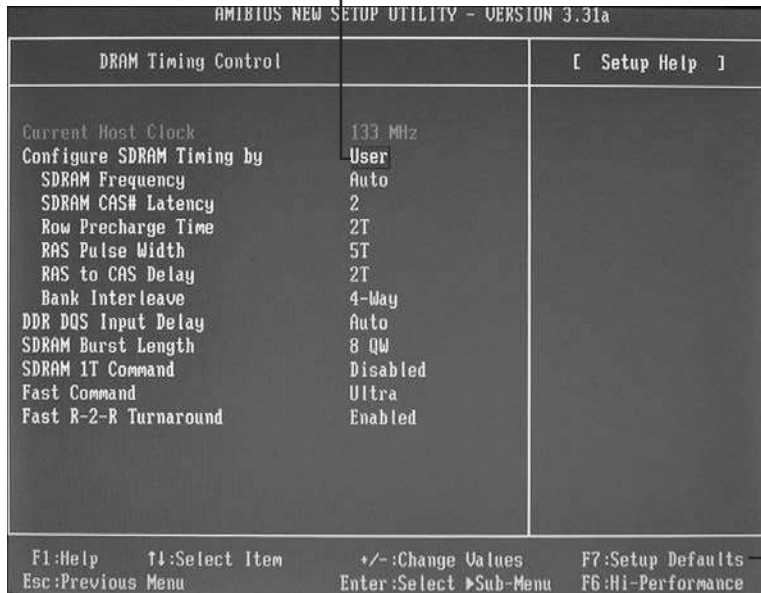 AMIBIOS NEW SETUP UTILITY - VERSION 3.31a
DRAM Timing Control
[ Setup Help ]
Current Host Clock 133 MHz
Configure SDRAM Timing by User
SDRAM Frequency Auto
SDRAM CAS# Latency 2
Row Precharge Time 2T
RAS Pulse Width 5T
RAS to CAS Delay 2T
Bank Interleave 4-Way
DDR DQS Input Delay Auto
SDRAM Burst Length 8 QW
SDRAM 1T Command Disabled
Fast Command Ultra
Fast R-2-R Turnaround Enabled
F1:Help ↑↓:Select Item +/-:Change Values F7:Setup Defaults
Esc:Previous Menu Enter:Select ▶Sub-Menu F6:Hi-Performance